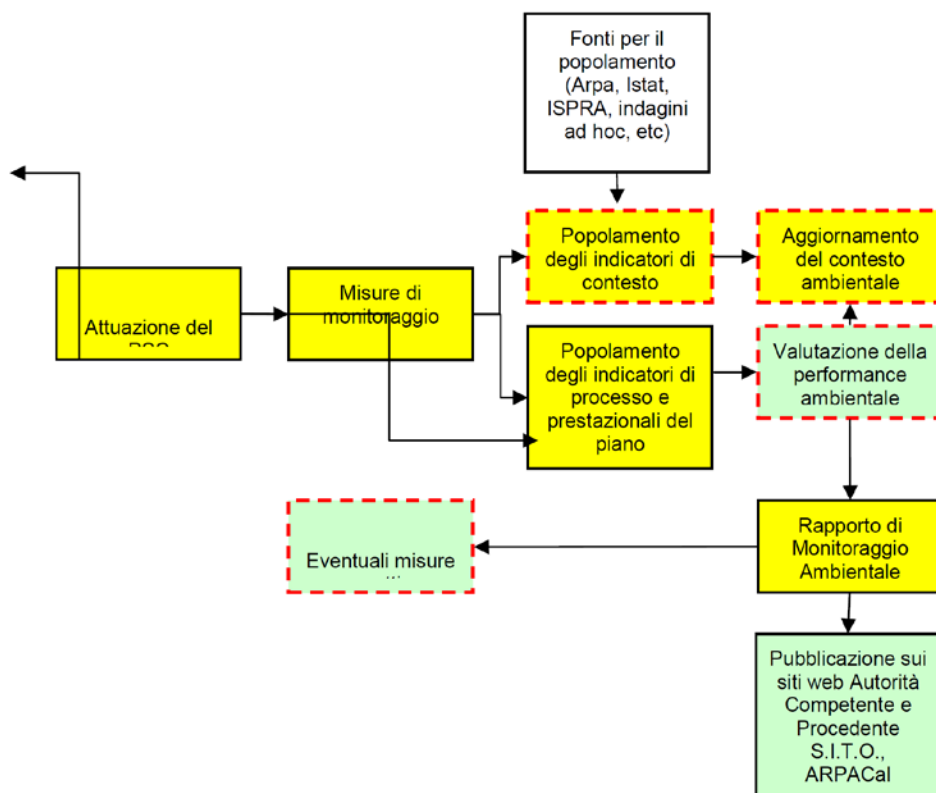 Fonti per il
popolamento
(Arpa, Istat,
ISPRA, indagini
ad hoc, etc)
Popolamento
degli indicatori di
contesto
Aggiornamento
del contesto
ambientale
Attuazione del
Misure di
monitoraggio
Popolamento
degli indicatori di
processo e
prestazionali del
piano
Valutazione della
performance
ambientale
Eventuali misure
Rapporto di
Monitoraggio
Ambientale
Pubblicazione sui
siti web Autorità
Competente e
Procedente
S.I.T.O.,
ARPACal